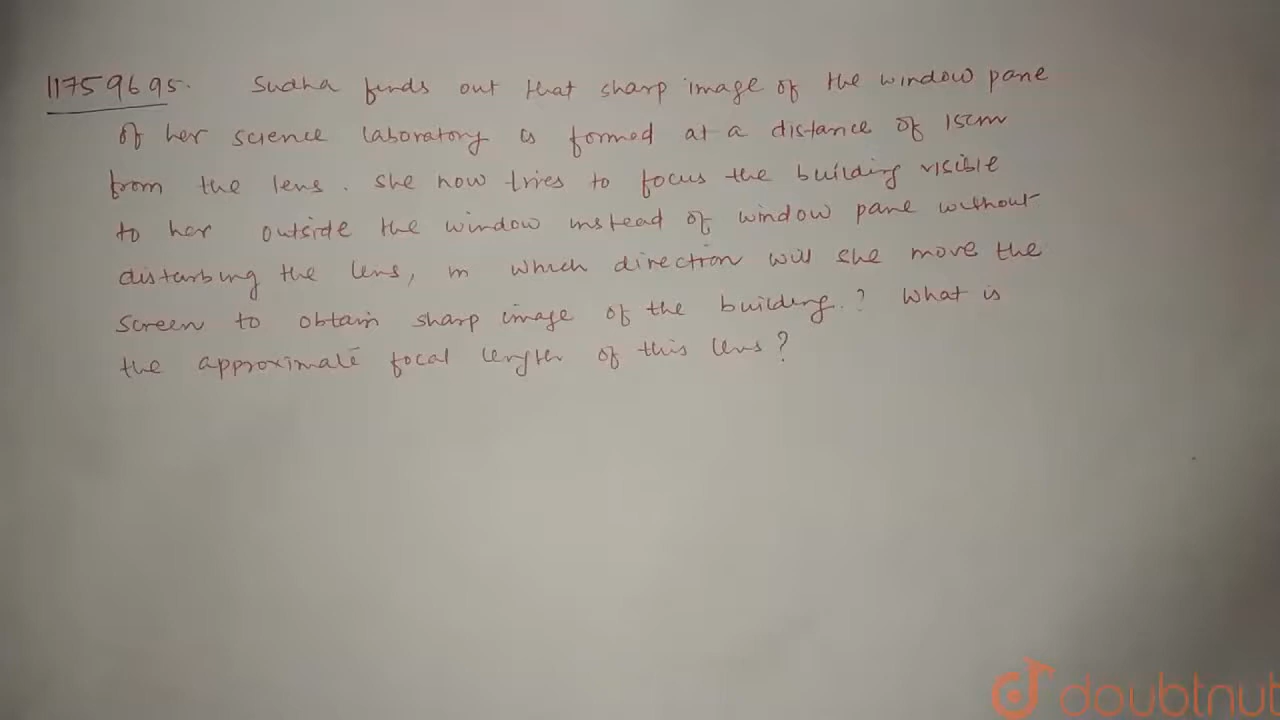 11759695. Sudha finds out that sharp image of the window pane
of her science laboratory is formed at a distance of 15cm
from the lens. She now tries to focus the building visible
to her outside the window instead of window pane without
disturbing the lens, in which direction will she move the
screen to obtain sharp image of the building.? What is
the approximate focal length of this lens?
doubtnut